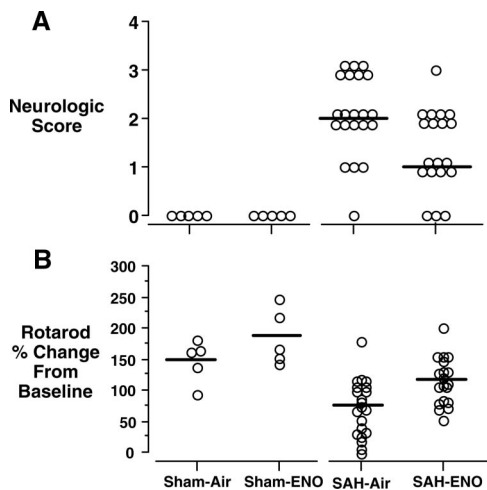 A
4
3
2
1
0
Neurologic
Score
B
300
250
200
150
100
50
0
Rotarod
% Change
From
Baseline
Sham-Air Sham-ENO SAH-Air SAH-ENO